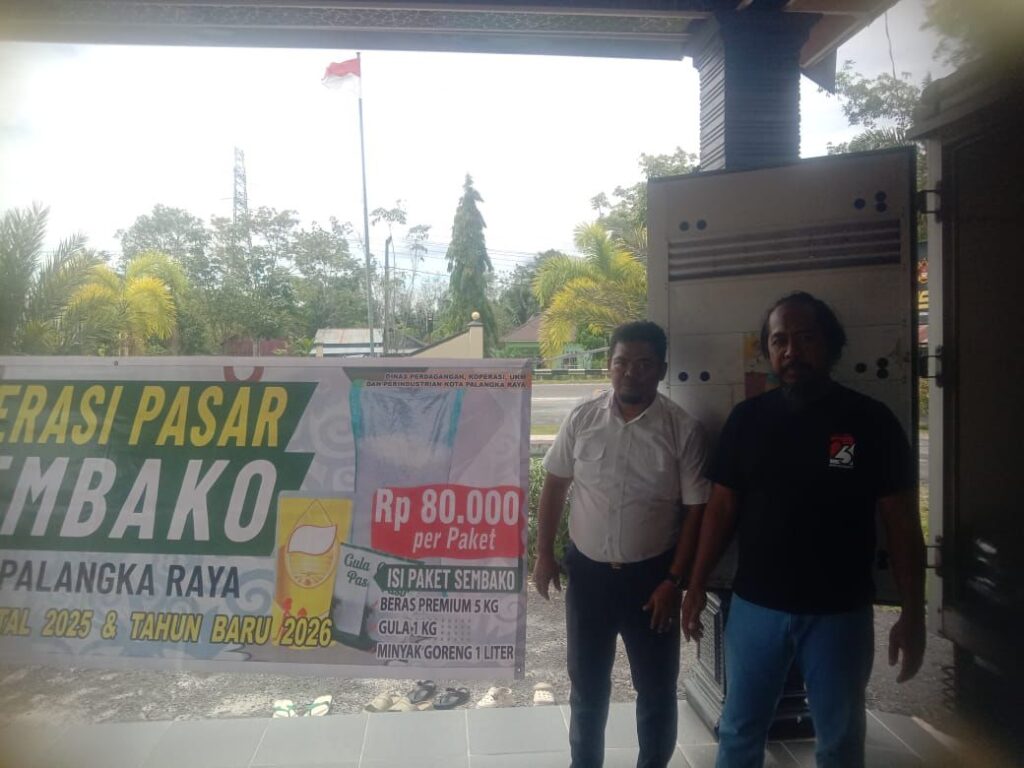 DINAS PERDAGANGAN, KOPERASI, UKM
DAN PERINDUSTRIAN KOTA PALANGKA RAYA
ERASI PASAR
EMBAKO
PALANGKA RAYA
TAL 2025 & TAHUN BARU 2026
Gula
Pas
Rp 80.000
per Paket
ISI PAKET SEMBAKO
BERAS PREMIUM 5 KG
GULA 1 KG
MINYAK GORENG 1 LITER